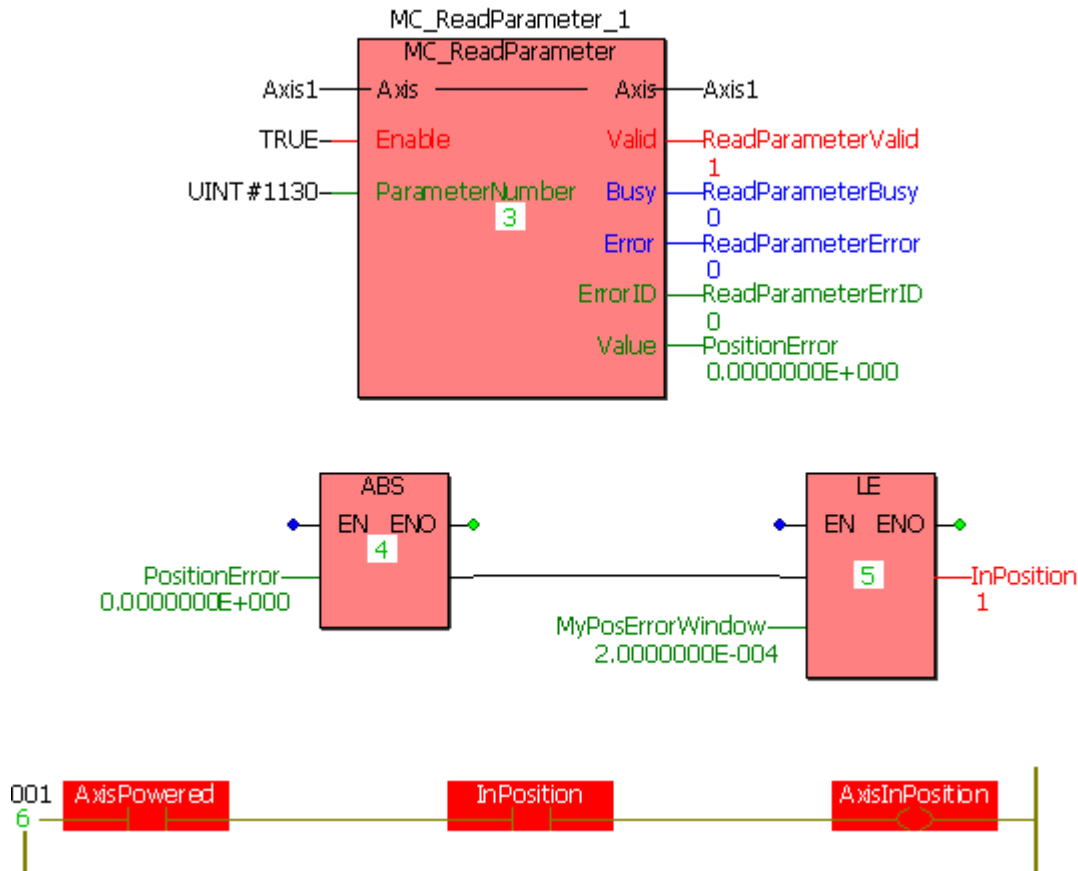 MC_ReadParameter_1
MC_ReadParameter
Axis1 Axis Axis Axis1
TRUE Enable Valid ReadParameterValid
1
UINT#1130 ParameterNumber Busy ReadParameterBusy
3 0
Error ReadParameterError
0
ErrorID ReadParameterErrID
0
Value PositionError
0.0000000E+000
ABS LE
EN ENO EN ENO
4
PositionError 5 InPosition
0.0000000E+000 1
MyPosErrorWindow
2.0000000E-004
001 AxisPowered InPosition AxisInPosition
6